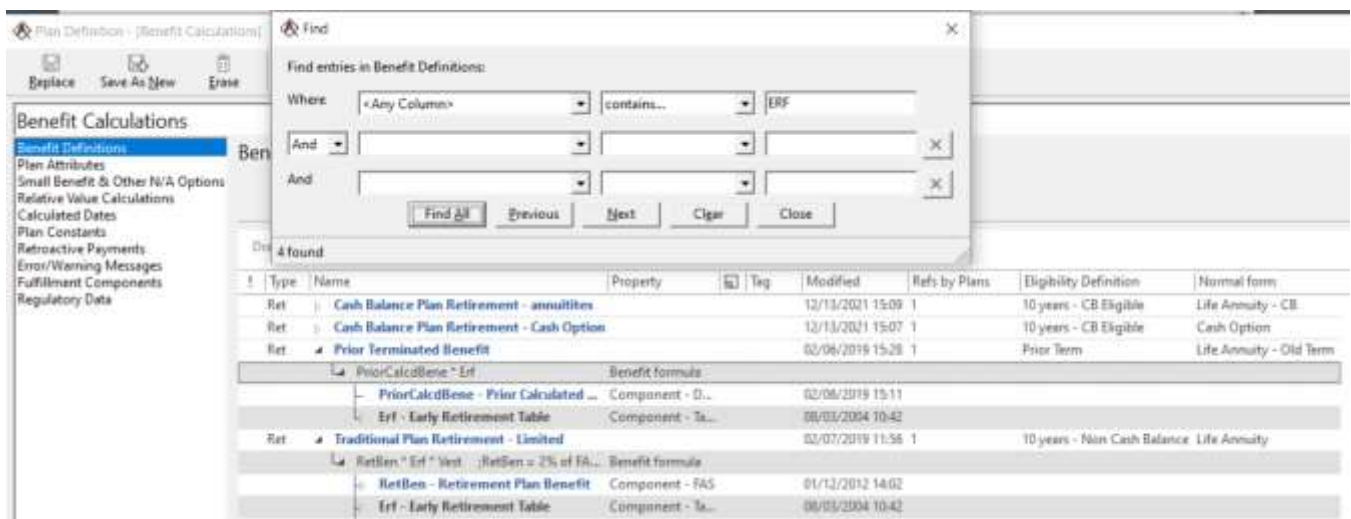 Plan Definition - [Benefit Calculations]
Find
Replace Save As New Erase
Find entries in Benefit Definitions:
Where <Any Column> contains... ERF
And
And
Find All Previous Next Clear Close
4 found
Benefit Calculations
Benefit Definitions
Plan Attributes
Small Benefit & Other N/A Options
Relative Value Calculations
Calculated Dates
Plan Constants
Retroactive Payments
Error/Warning Messages
Fulfillment Components
Regulatory Data
Ben
! Type Name Property Tag Modified Refs by Plans Eligibility Definition Normal form
Ret Cash Balance Plan Retirement - annuitites 12/13/2021 15:09 1 10 years - CB Eligible Life Annuity - CB
Ret Cash Balance Plan Retirement - Cash Option 12/13/2021 15:07 1 10 years - CB Eligible Cash Option
Ret Prior Terminated Benefit 02/06/2019 15:28 1 Prior Term Life Annuity - Old Term
PriorCalcdBene * Erf Benefit formula
PriorCalcdBene - Prior Calculated ... Component - D... 02/06/2019 15:11
Erf - Early Retirement Table Component - Ta... 08/03/2004 10:42
Ret Traditional Plan Retirement - Limited 02/07/2019 11:56 1 10 years - Non Cash Balance Life Annuity
RetBen * Erf * Vest ;RetBen = 2% of FA... Benefit formula
RetBen - Retirement Plan Benefit Component - FAS 01/12/2012 14:02
Erf - Early Retirement Table Component - Ta... 08/03/2004 10:42